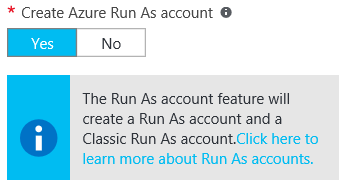 * Create Azure Run As account
Yes No
The Run As account feature will
create a Run As account and a
Classic Run As account.Click here to
learn more about Run As accounts.